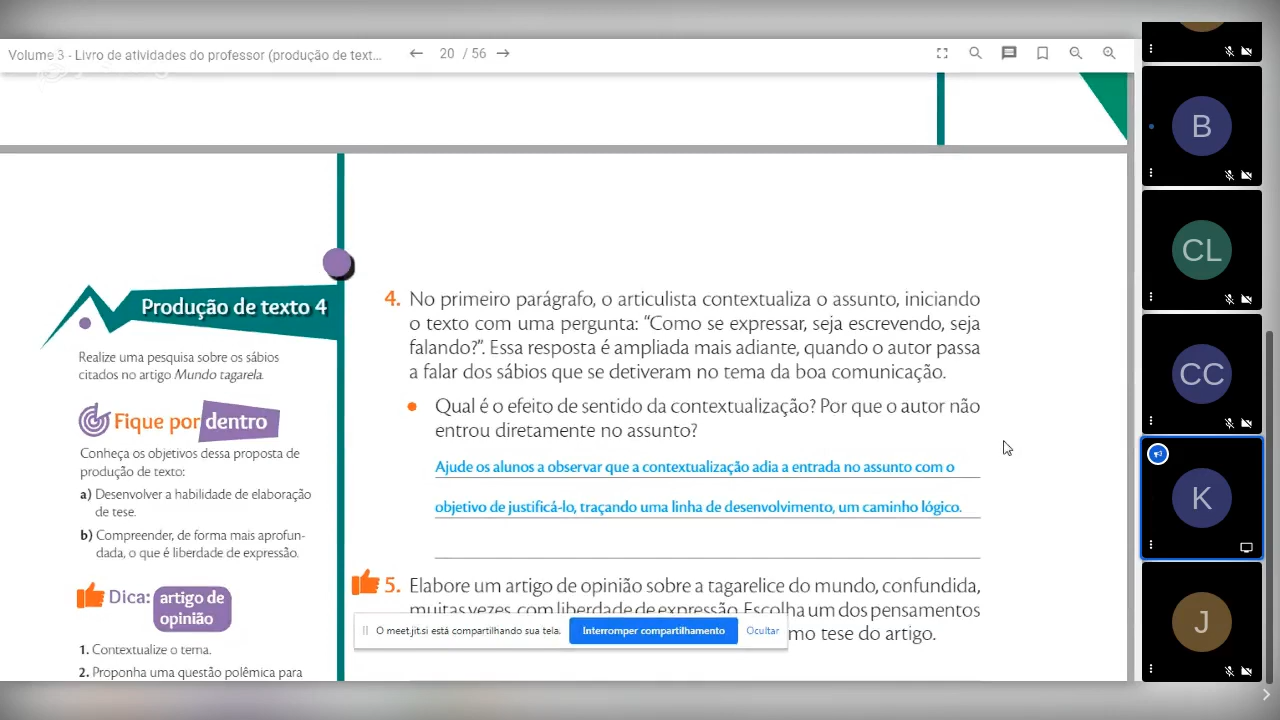 Volume 3 - Livro de atividades do professor (produção de text...
20 / 56
Produção de texto 4
Realize uma pesquisa sobre os sábios
citados no artigo Mundo tagarela.
Fique por dentro
Conheça os objetivos dessa proposta de
produção de texto:
a) Desenvolver a habilidade de elaboração
de tese.
b) Compreender, de forma mais aprofun-
dada, o que é liberdade de expressão.
Dica: artigo de
opinião
1. Contextualize o tema.
2. Proponha uma questão polêmica para
4. No primeiro parágrafo, o articulista contextualiza o assunto, iniciando
o texto com uma pergunta: “Como se expressar, seja escrevendo, seja
falando?”. Essa resposta é ampliada mais adiante, quando o autor passa
a falar dos sábios que se detiveram no tema da boa comunicação.
• Qual é o efeito de sentido da contextualização? Por que o autor não
entrou diretamente no assunto?
Ajude os alunos a observar que a contextualização adia a entrada no assunto com o
objetivo de justificá-lo, traçando uma linha de desenvolvimento, um caminho lógico.
5. Elabore um artigo de opinião sobre a tagarelice do mundo, confundida,
muitas vezes, com liberdade de expressão. Escolha um dos pensamentos
mo tese do artigo.
O meet.jit.si está compartilhando sua tela.
Interromper compartilhamento
Ocultar
B
CL
CC
K
J